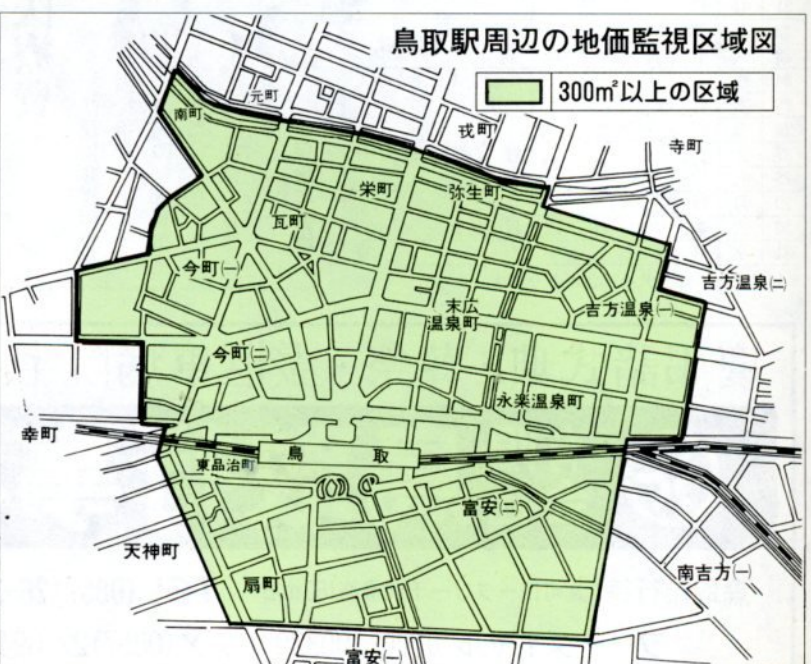 鳥取駅周辺の地価監視区域図
300㎡以上の区域
元町
南町
戎町
寺町
栄町
弥生町
瓦町
今町㈠
吉方温泉㈡
末広
温泉町
吉方温泉㈠
今町㈡
永楽温泉町
幸町
鳥取
東品治町
富安㈡
天神町
扇町
南吉方㈠
富安㈠